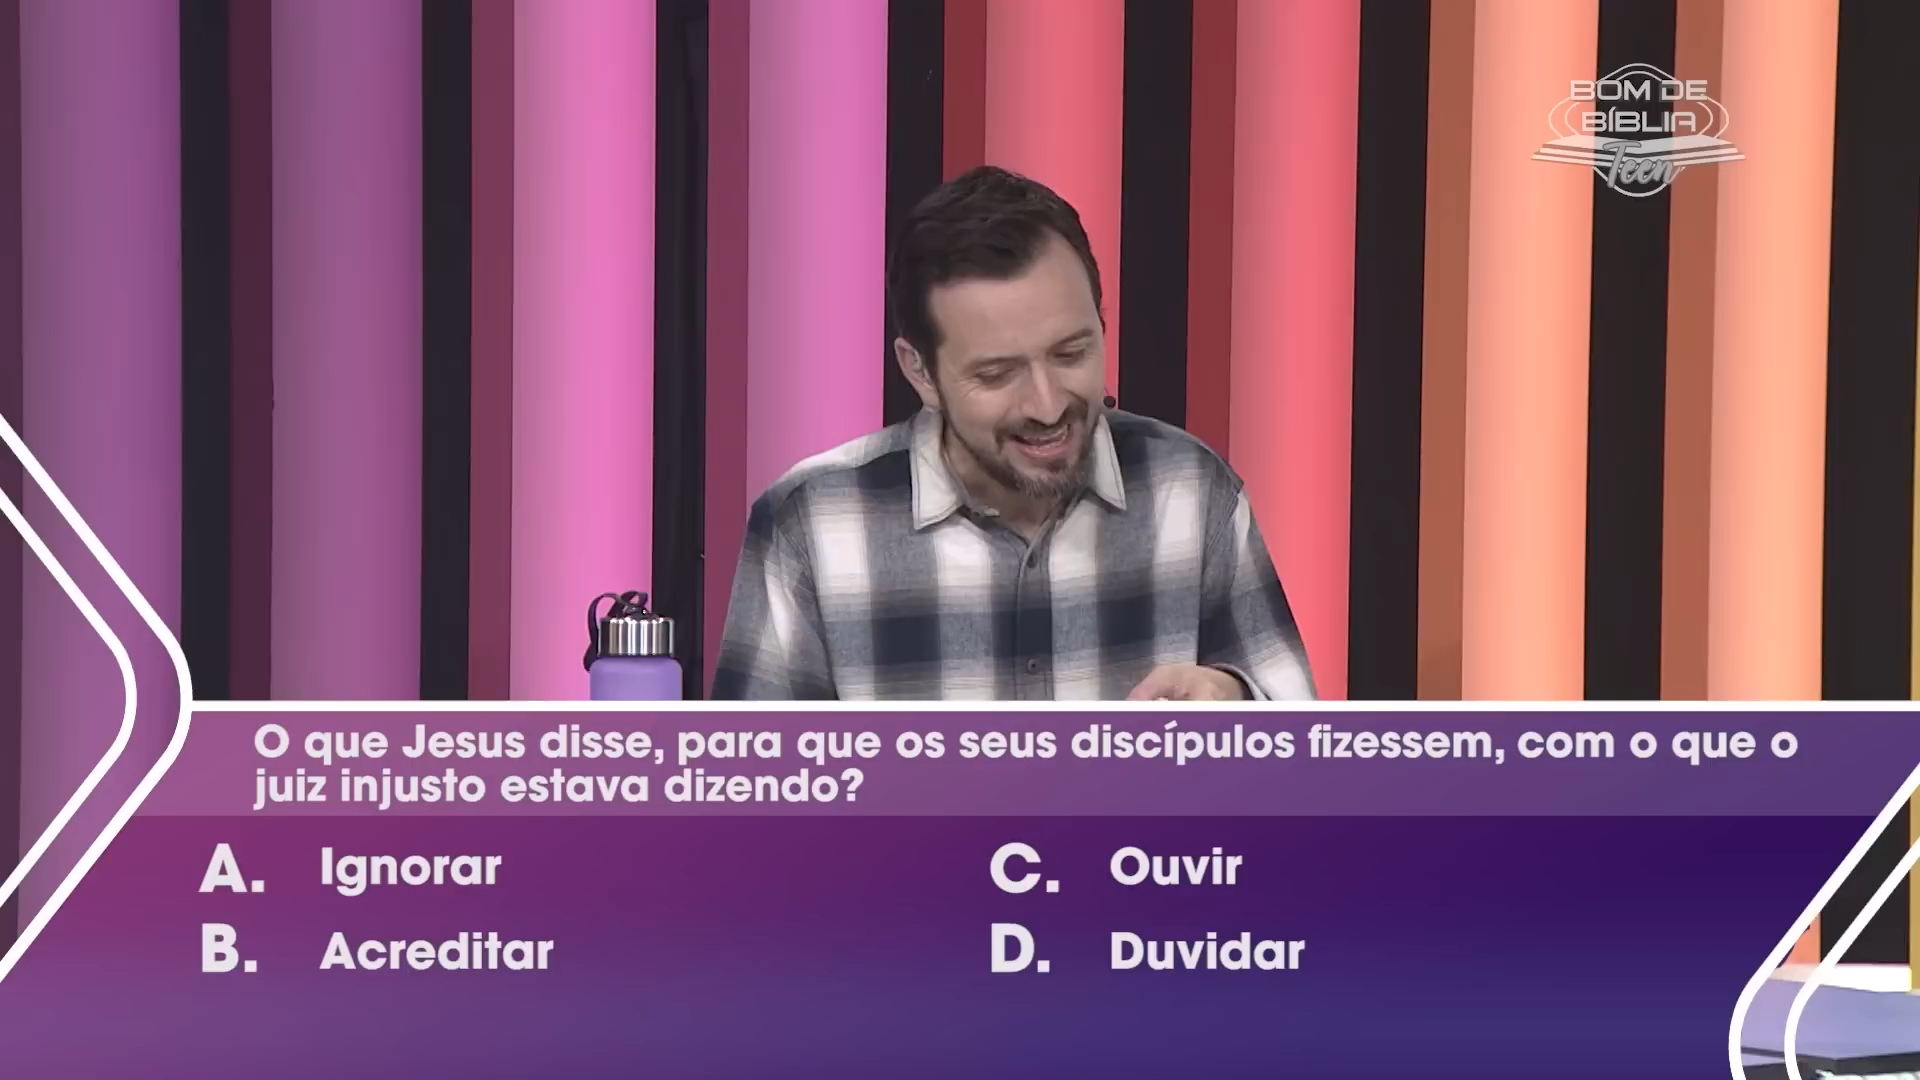 BOM DE
BÍBLIA
Teen
O que Jesus disse, para que os seus discípulos fizessem, com o que o
juiz injusto estava dizendo?
A. Ignorar
C. Ouvir
B. Acreditar
D. Duvidar